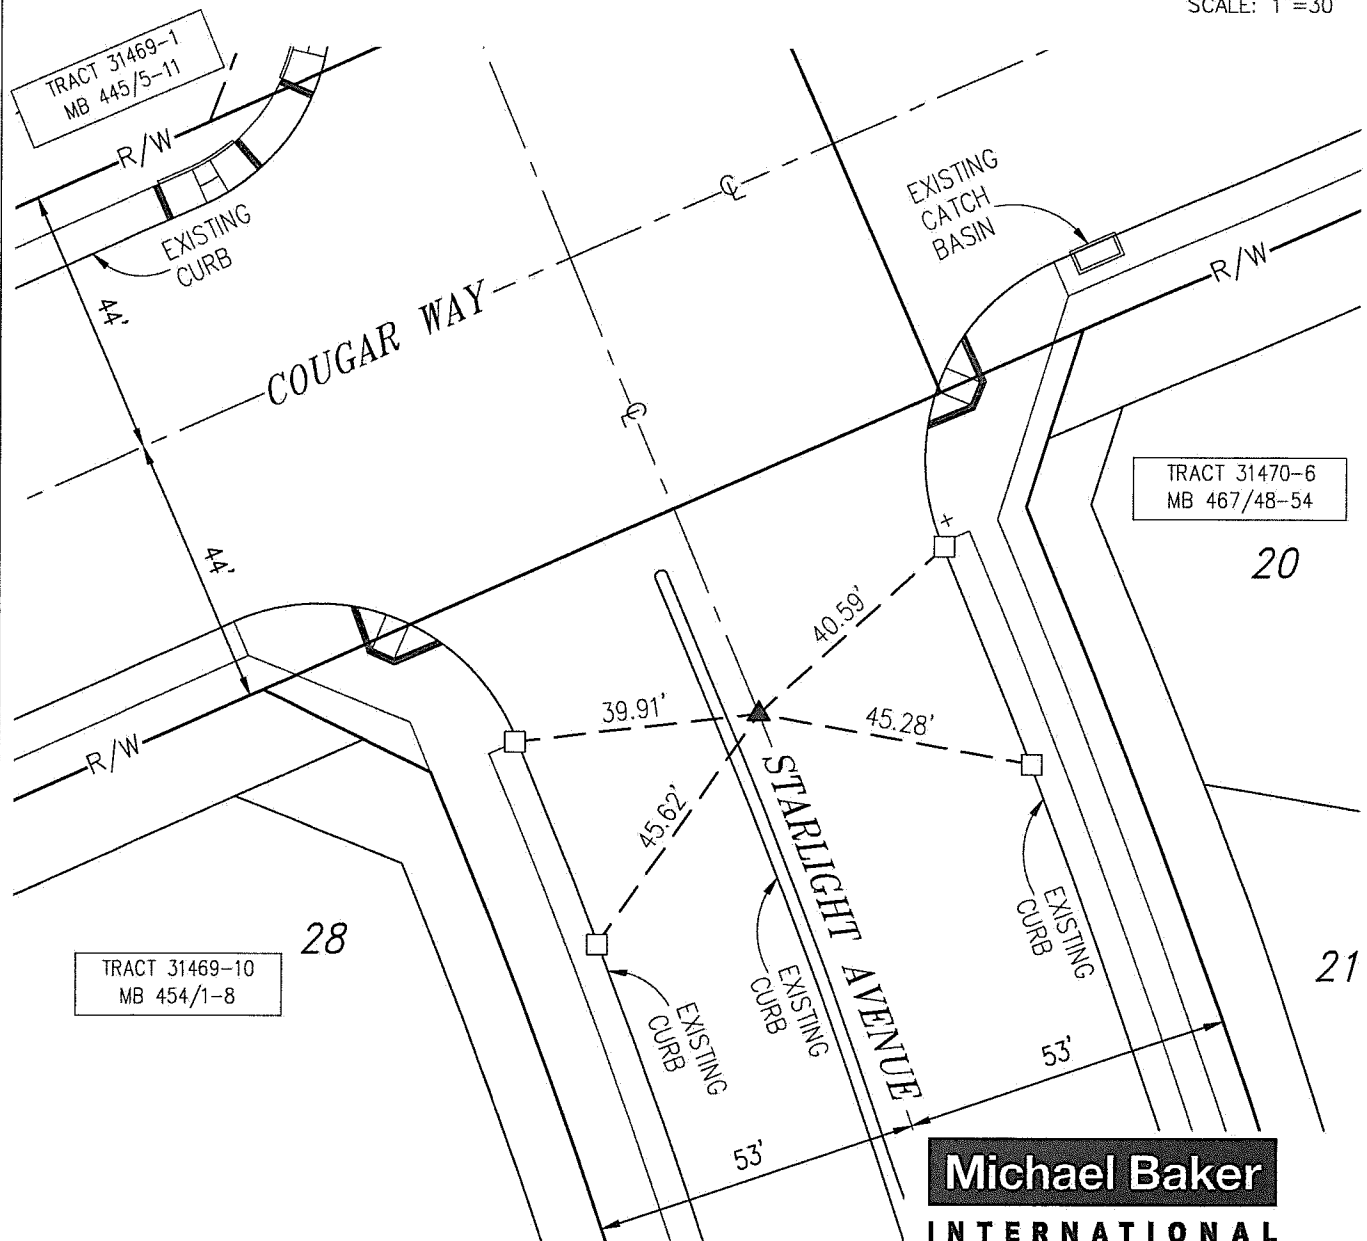 SCALE: 1"=30'
TRACT 31469-1
MB 445/5-11
R/W
EXISTING
CURB
44'
COUGAR WAY
℄
EXISTING
CATCH
BASIN
R/W
℄
TRACT 31470-6
MB 467/48-54
20
44'
40.59'
39.91'
45.28'
R/W
45.62'
STARLIGHT AVENUE
EXISTING
CURB
28
TRACT 31469-10
MB 454/1-8
EXISTING
CURB
EXISTING
CURB
21
53'
53'
Michael Baker
INTERNATIONAL